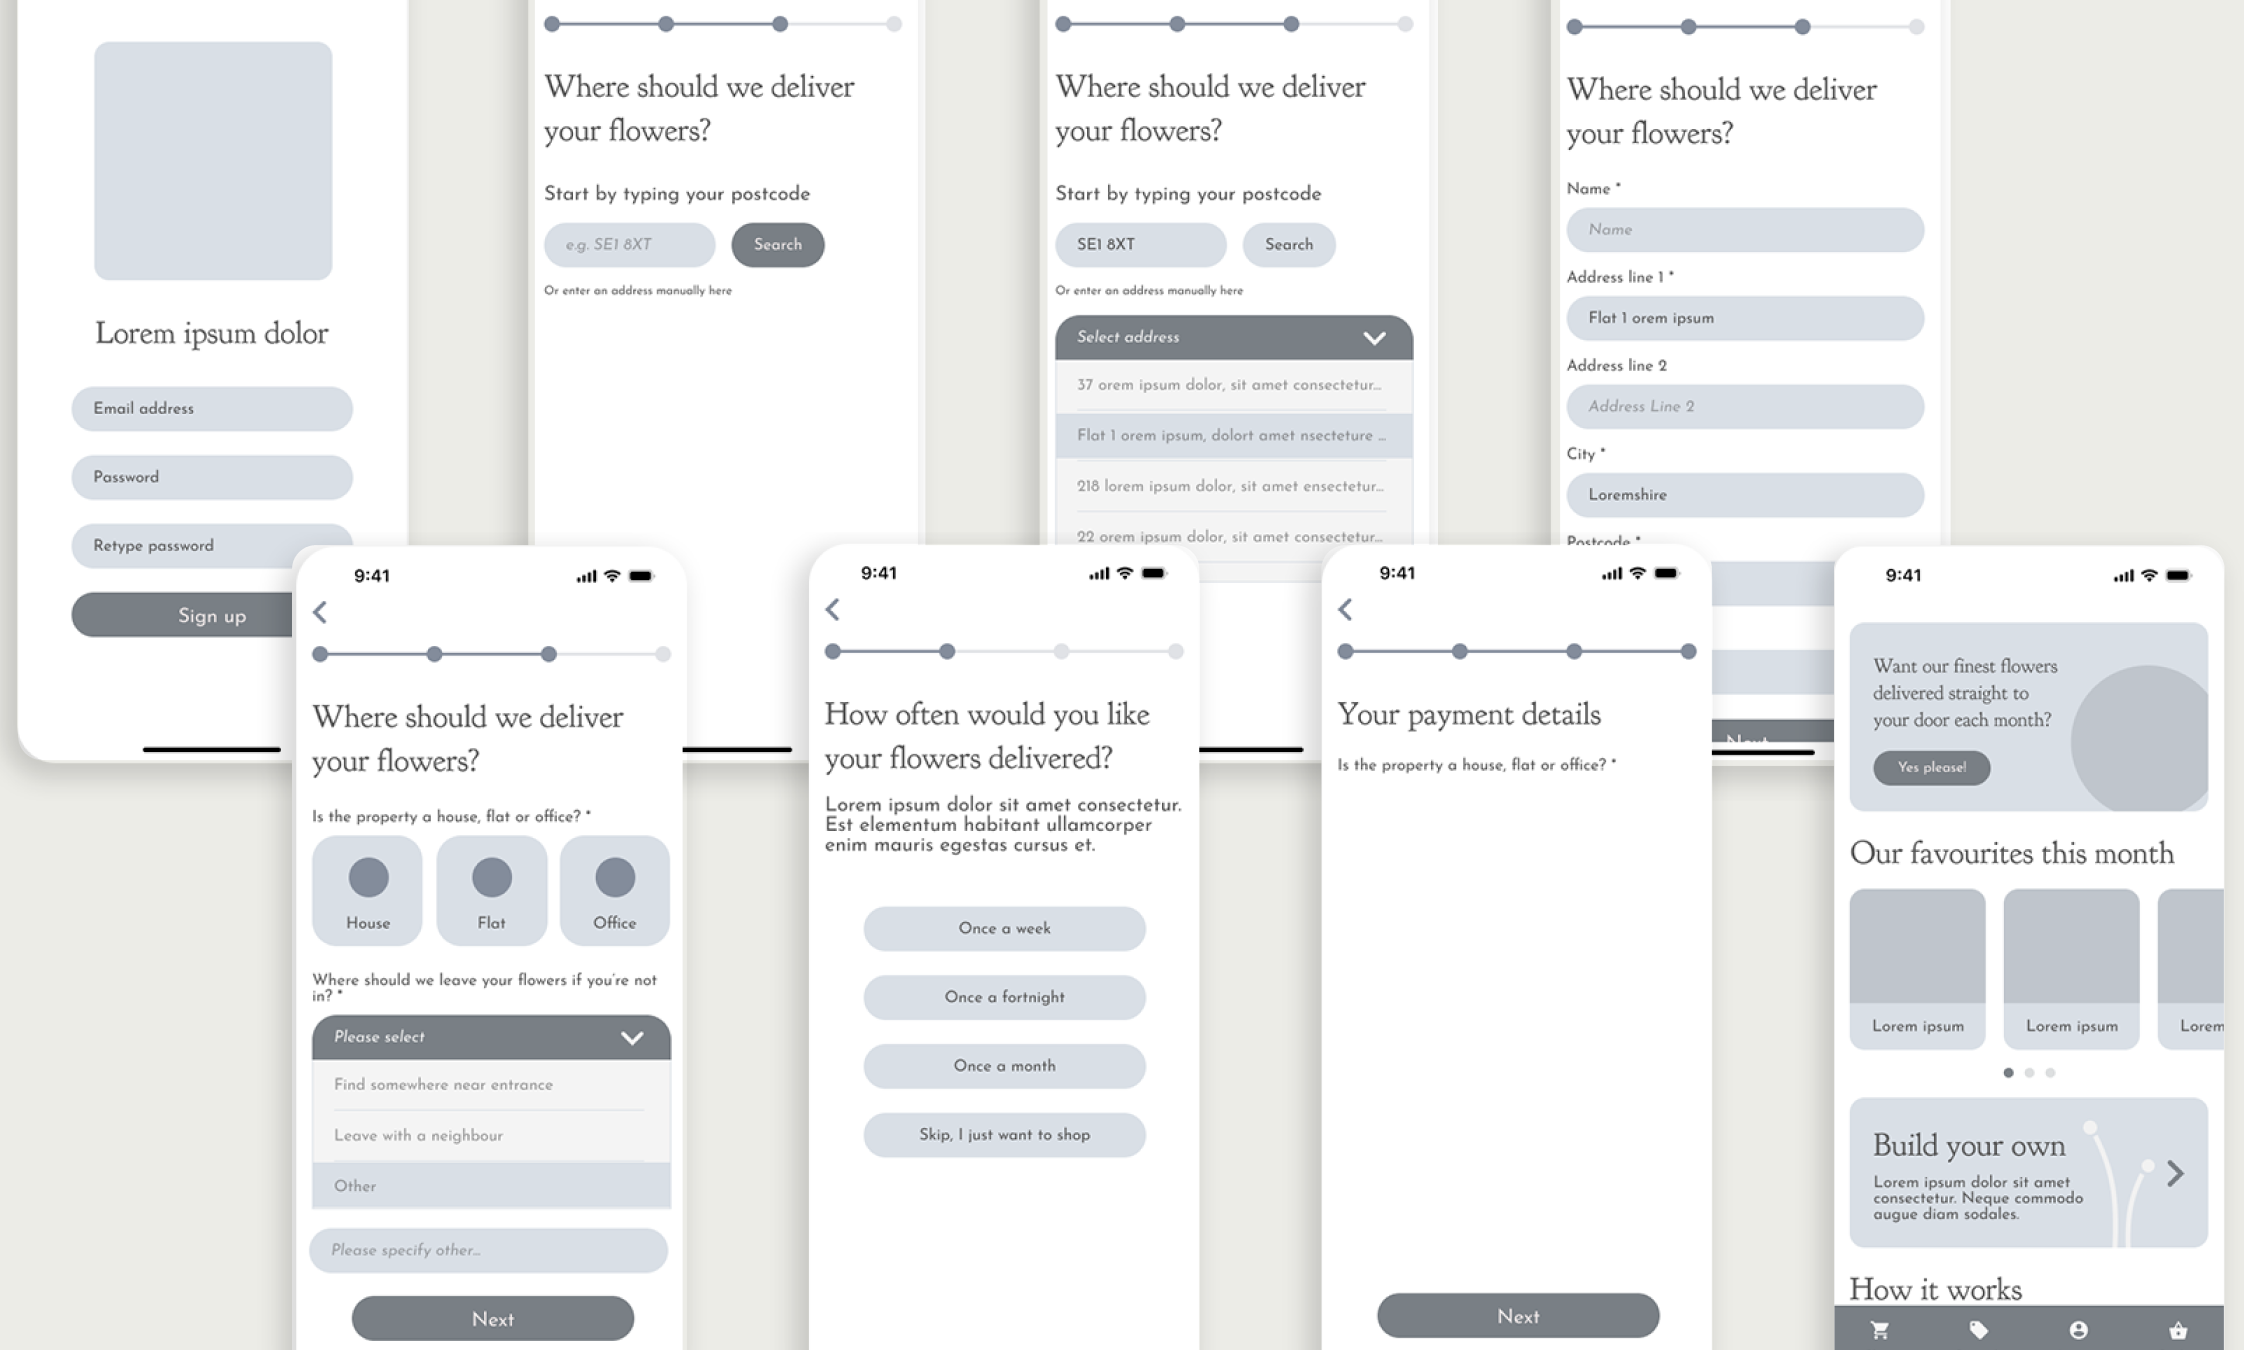 Lorem ipsum dolor
Email address
Password
Retype password
Sign up
Where should we deliver
your flowers?
Start by typing your postcode
e.g. SE1 8XT
Search
Or enter an address manually here
Where should we deliver
your flowers?
Start by typing your postcode
SE1 8XT
Search
Or enter an address manually here
Select address
37 orem ipsum dolor, sit amet consectetur...
Flat 1 orem ipsum, dolort amet nsecteture ...
218 lorem ipsum dolor, sit amet ensectetur...
22 orem ipsum dolor, sit amet consectetur...
Where should we deliver
your flowers?
Name *
Name
Address line 1 *
Flat 1 orem ipsum
Address line 2
Address Line 2
City *
Loremshire
Postcode *
Next
9:41
Where should we deliver
your flowers?
Is the property a house, flat or office? *
House
Flat
Office
Where should we leave your flowers if you're not
in? *
Please select
Find somewhere near entrance
Leave with a neighbour
Other
Please specify other...
Next
9:41
How often would you like
your flowers delivered?
Lorem ipsum dolor sit amet consectetur.
Est elementum habitant ullamcorper
enim mauris egestas cursus et.
Once a week
Once a fortnight
Once a month
Skip, I just want to shop
9:41
Your payment details
Is the property a house, flat or office? *
Next
9:41
Want our finest flowers
delivered straight to
your door each month?
Yes please!
Our favourites this month
Lorem ipsum
Lorem ipsum
Lorem
Build your own
Lorem ipsum dolor sit amet
consectetur. Neque commodo
augue diam sodales.
How it works